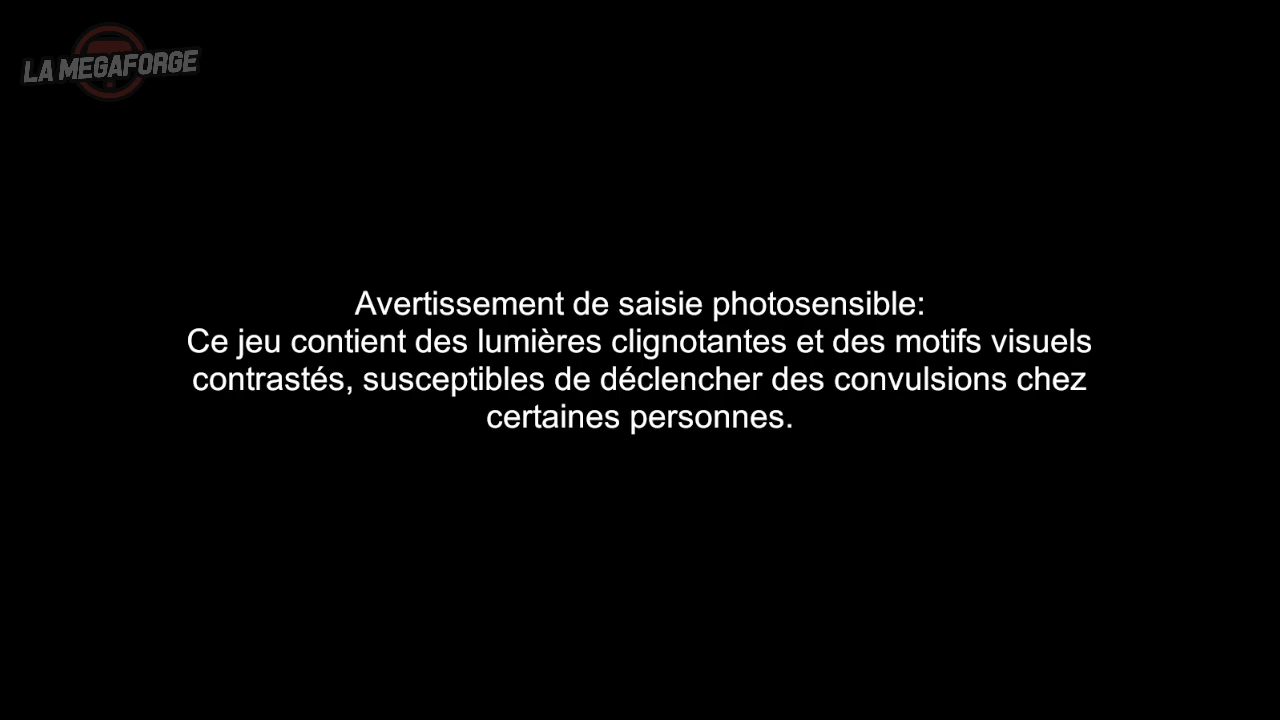 LA MEGAFORGE
Avertissement de saisie photosensible:
Ce jeu contient des lumières clignotantes et des motifs visuels
contrastés, susceptibles de déclencher des convulsions chez
certaines personnes.